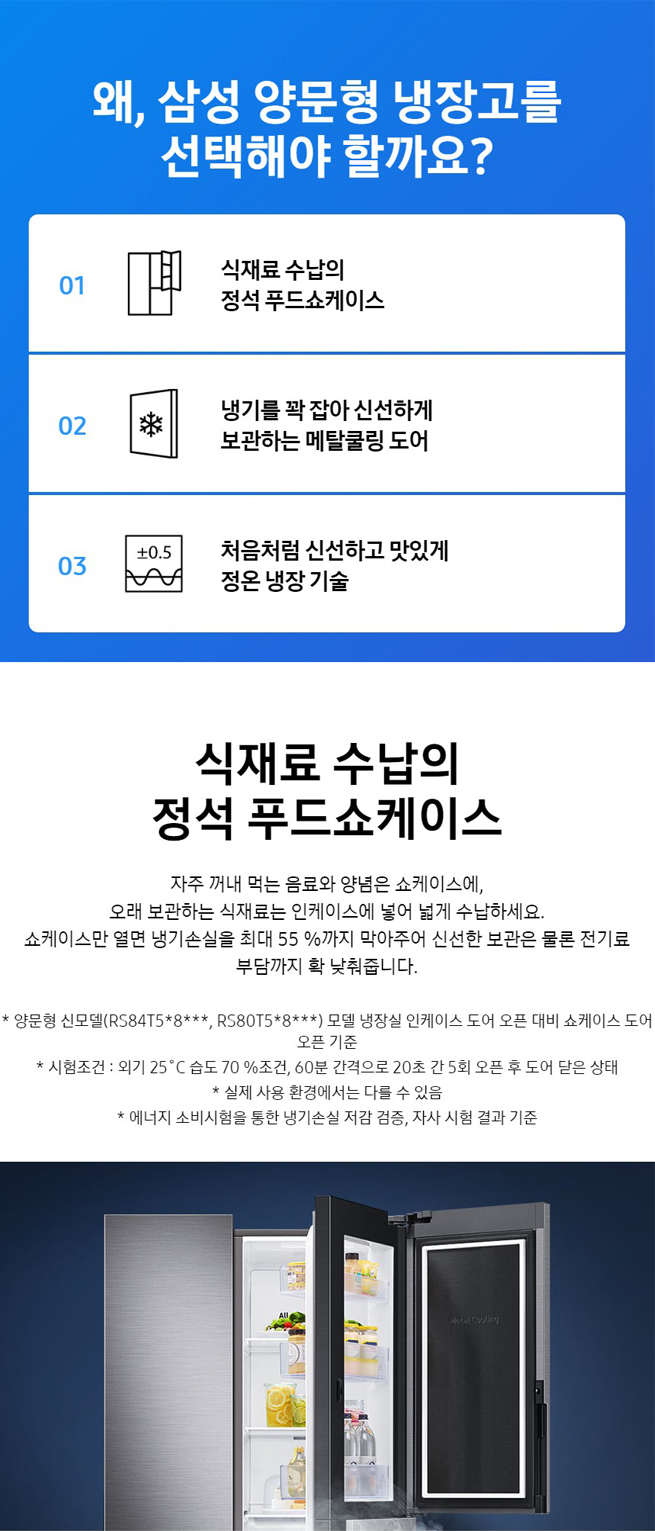 왜, 삼성 양문형 냉장고를
선택해야 할까요?
01
식재료 수납의
정석 푸드쇼케이스
02
냉기를 꽉 잡아 신선하게
보관하는 메탈쿨링 도어
03
±0.5
처음처럼 신선하고 맛있게
정온 냉장 기술
식재료 수납의
정석 푸드쇼케이스
자주 꺼내 먹는 음료와 양념은 쇼케이스에,
오래 보관하는 식재료는 인케이스에 넣어 넓게 수납하세요.
쇼케이스만 열면 냉기손실을 최대 55 %까지 막아주어 신선한 보관은 물론 전기료
부담까지 확 낮춰줍니다.
* 양문형 신모델(RS84T5*8***, RS80T5*8***) 모델 냉장실 인케이스 도어 오픈 대비 쇼케이스 도어
오픈 기준
* 시험조건 : 외기 25˚C 습도 70 %조건, 60분 간격으로 20초 간 5회 오픈 후 도어 닫은 상태
* 실제 사용 환경에서는 다를 수 있음
* 에너지 소비시험을 통한 냉기손실 저감 검증, 자사 시험 결과 기준
All
Metal Cooling